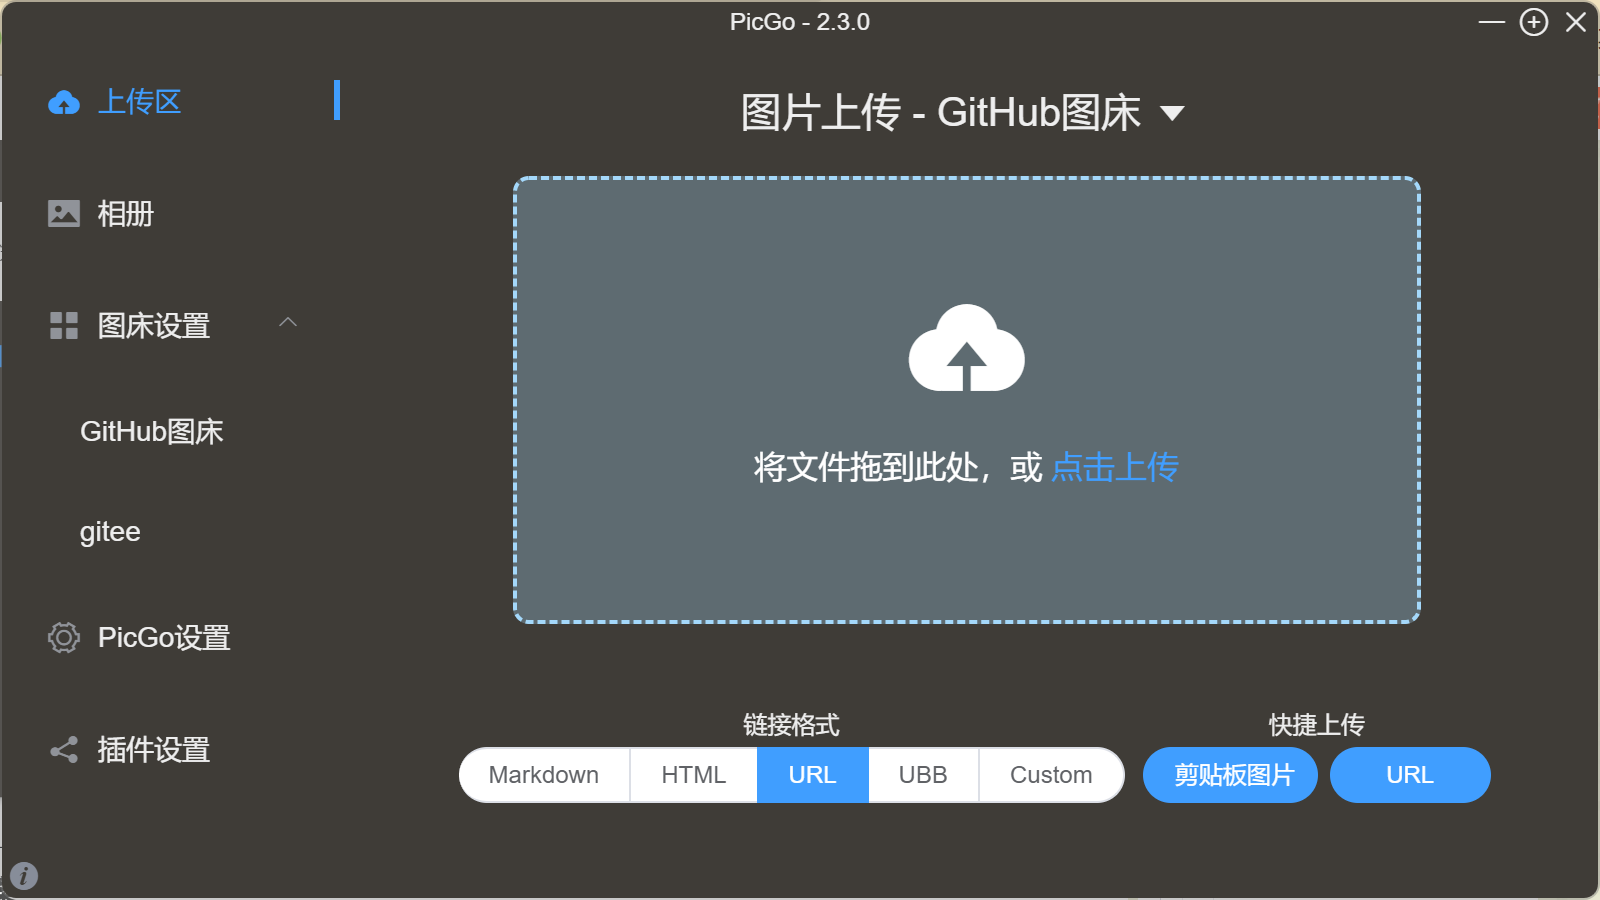 PicGo - 2.3.0
上传区
相册
图床设置
GitHub图床
gitee
PicGo设置
插件设置
图片上传 - GitHub图床
将文件拖到此处，或 点击上传
链接格式
Markdown HTML URL UBB Custom
快捷上传
剪贴板图片 URL